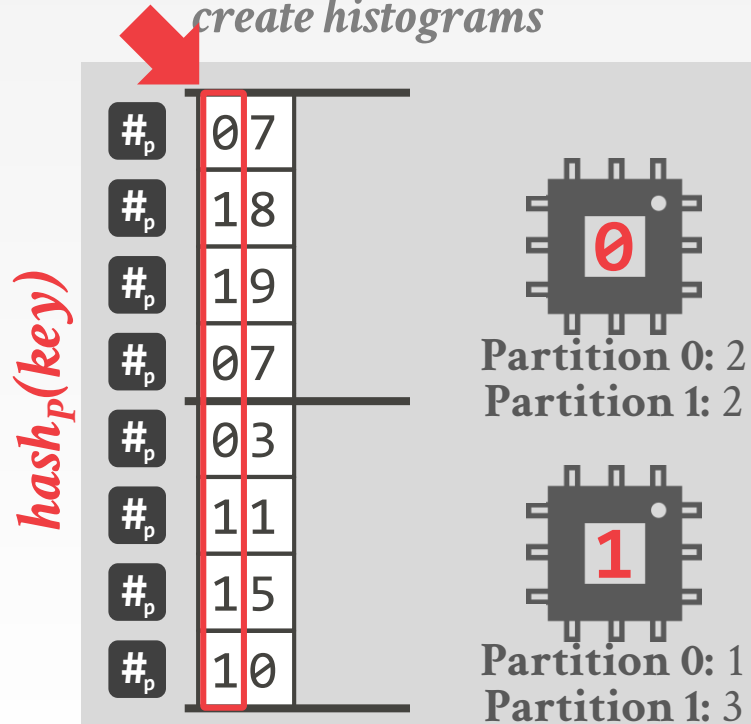 create histograms
hash_p(key)
#p 07
#p 18
#p 19
#p 07
#p 03
#p 11
#p 15
#p 10
0
Partition 0: 2
Partition 1: 2
1
Partition 0: 1
Partition 1: 3